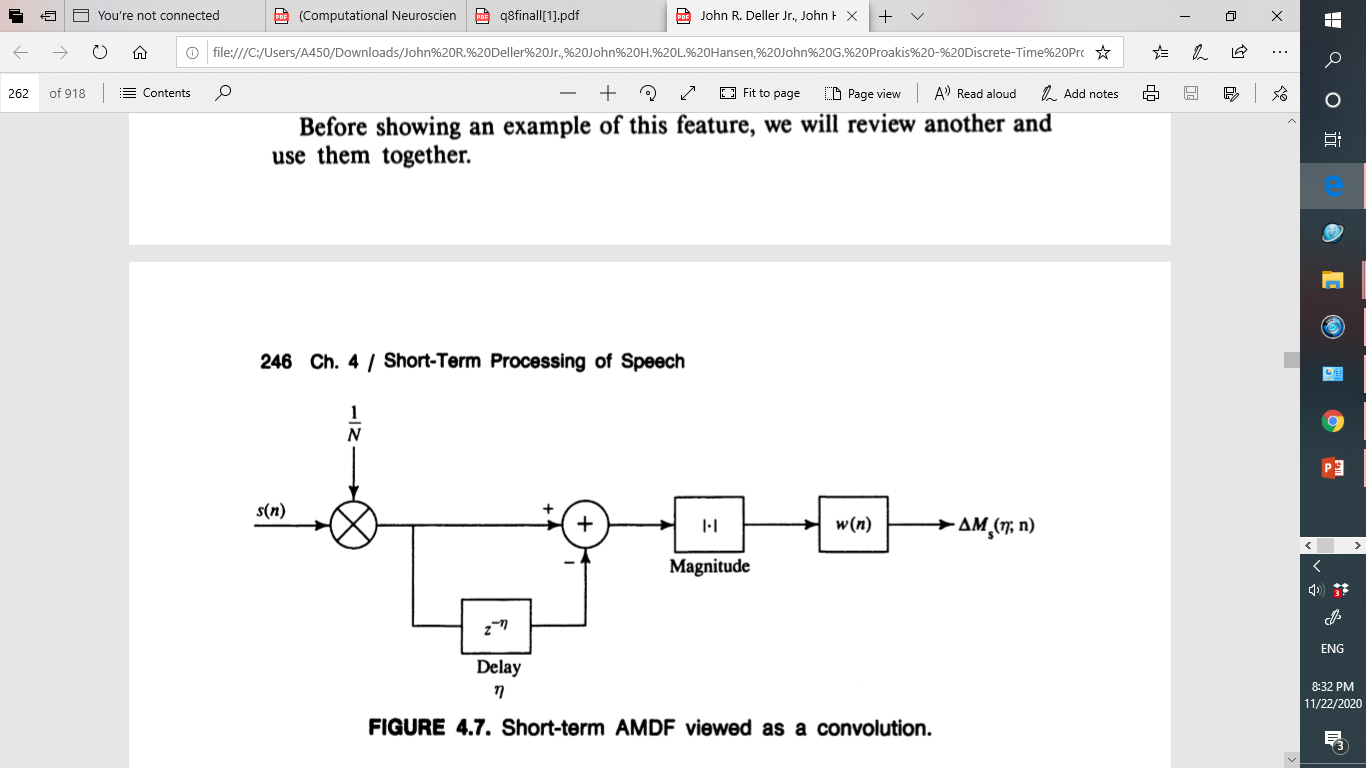 You're not connected
(Computational Neuroscien
q8finall[1].pdf
John R. Deller Jr., John H
file:///C:/Users/A450/Downloads/John%20R.%20Deller%20Jr.,%20John%20H.%20L.%20Hansen,%20John%20G.%20Proakis%20-%20Discrete-Time%20Pro
262 of 918
Contents
Fit to page
Page view
Read aloud
Add notes
Before showing an example of this feature, we will review another and
use them together.
246 Ch. 4 / Short-Term Processing of Speech
1
N
s(n)
+
+
−
|·|
Magnitude
w(n)
ΔMₛ(η; n)
z⁻η
Delay
η
FIGURE 4.7. Short-term AMDF viewed as a convolution.
3
ENG
8:32 PM
11/22/2020
3